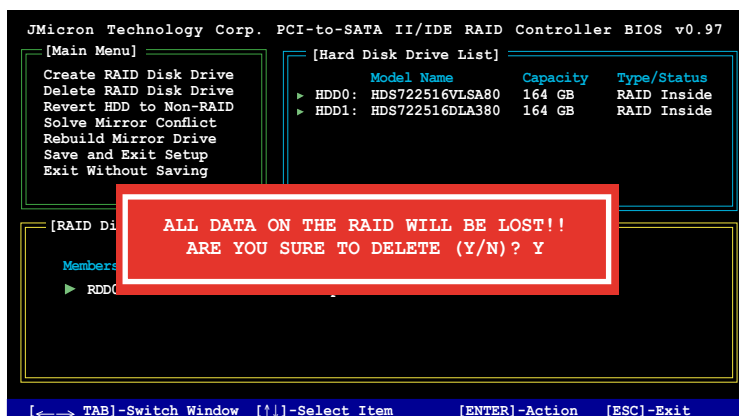 JMicron Technology Corp. PCI-to-SATA II/IDE RAID Controller BIOS v0.97
[Main Menu]
Create RAID Disk Drive
Delete RAID Disk Drive
Revert HDD to Non-RAID
Solve Mirror Conflict
Rebuild Mirror Drive
Save and Exit Setup
Exit Without Saving
[Hard Disk Drive List]
Model Name Capacity Type/Status
HDD0: HDS722516VLSA80 164 GB RAID Inside
HDD1: HDS722516DLA380 164 GB RAID Inside
ALL DATA ON THE RAID WILL BE LOST!!
ARE YOU SURE TO DELETE (Y/N)? Y
[RAID Di
Members
RDD0
[←→ TAB]-Switch Window [↑↓]-Select Item [ENTER]-Action [ESC]-Exit